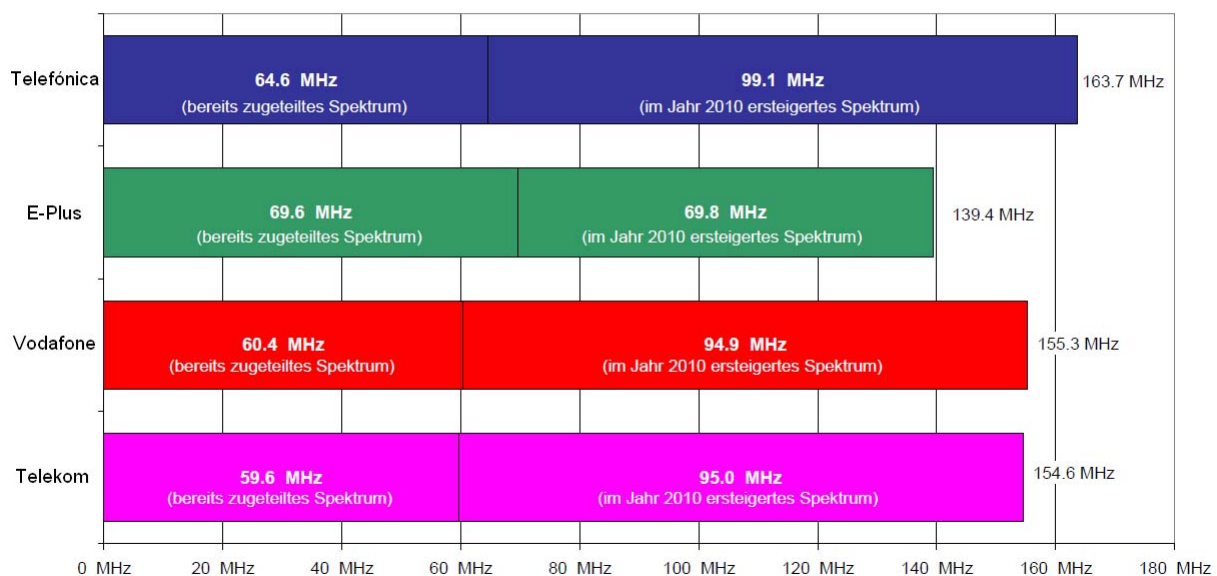 Telefónica
64.6 MHz
(bereits zugeteiltes Spektrum)
99.1 MHz
(im Jahr 2010 ersteigertes Spektrum)
163.7 MHz
E-Plus
69.6 MHz
(bereits zugeteiltes Spektrum)
69.8 MHz
(im Jahr 2010 ersteigertes Spektrum)
139.4 MHz
Vodafone
60.4 MHz
(bereits zugeteiltes Spektrum)
94.9 MHz
(im Jahr 2010 ersteigertes Spektrum)
155.3 MHz
Telekom
59.6 MHz
(bereits zugeteiltes Spektrum)
95.0 MHz
(im Jahr 2010 ersteigertes Spektrum)
154.6 MHz
0 MHz 20 MHz 40 MHz 60 MHz 80 MHz 100 MHz 120 MHz 140 MHz 160 MHz 180 MHz